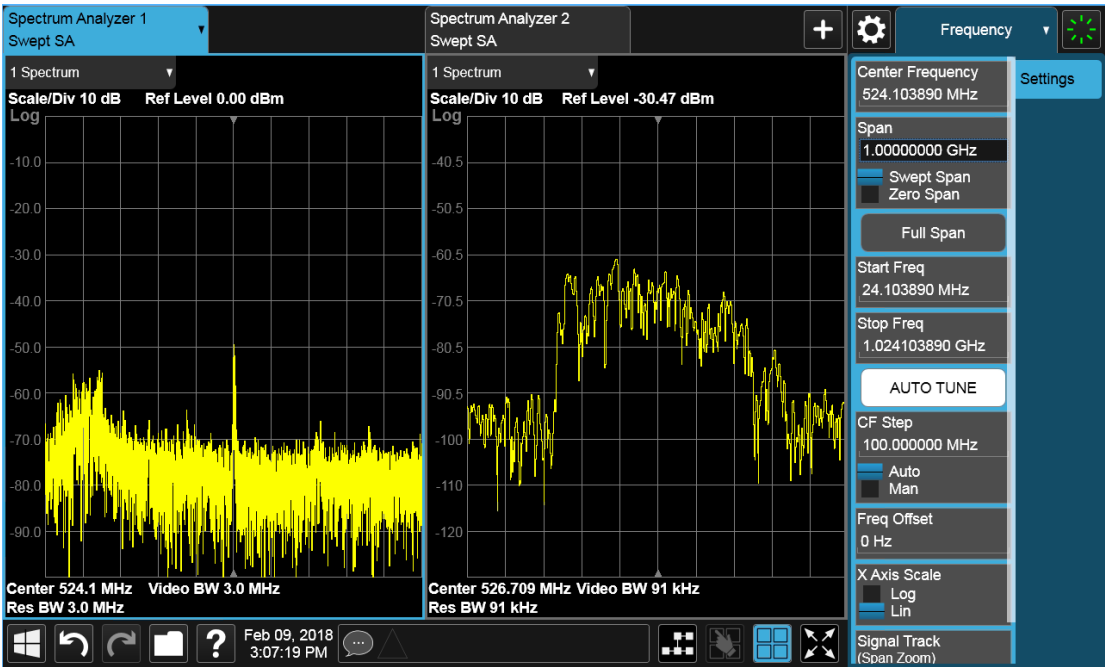 Spectrum Analyzer 1
Swept SA
Spectrum Analyzer 2
Swept SA
+
Frequency
1 Spectrum
Scale/Div 10 dB Ref Level 0.00 dBm
Log
-10.0
-20.0
-30.0
-40.0
-50.0
-60.0
-70.0
-80.0
-90.0
Center 524.1 MHz Video BW 3.0 MHz
Res BW 3.0 MHz
1 Spectrum
Scale/Div 10 dB Ref Level -30.47 dBm
Log
-40.5
-50.5
-60.5
-70.5
-80.5
-90.5
-100
-110
-120
Center 526.709 MHz Video BW 91 kHz
Res BW 91 kHz
Center Frequency
524.103890 MHz
Span
1.00000000 GHz
Swept Span
Zero Span
Full Span
Start Freq
24.103890 MHz
Stop Freq
1.024103890 GHz
AUTO TUNE
CF Step
100.000000 MHz
Auto
Man
Freq Offset
0 Hz
X Axis Scale
Log
Lin
Signal Track
(Span Zoom)
Settings
?
Feb 09, 2018
3:07:19 PM